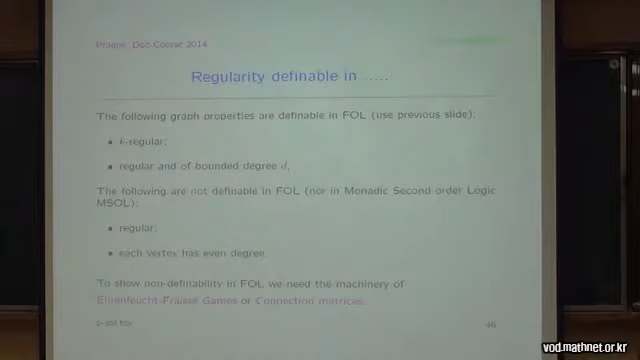 Prague, Doc-Course 2014
Regularity definable in .....
The following graph properties are definable in FOL (use previous slide):
• k-regular;
• regular and of bounded degree d,
The following are not definable in FOL (nor in Monadic Second order Logic
MSOL):
• regular;
• each vertex has even degree
To show non-definability in FOL we need the machinery of
Ehrenfeucht-Fraïssé Games or Connection matrices.
p-sol.tex
46
vod.mathnet.or.kr